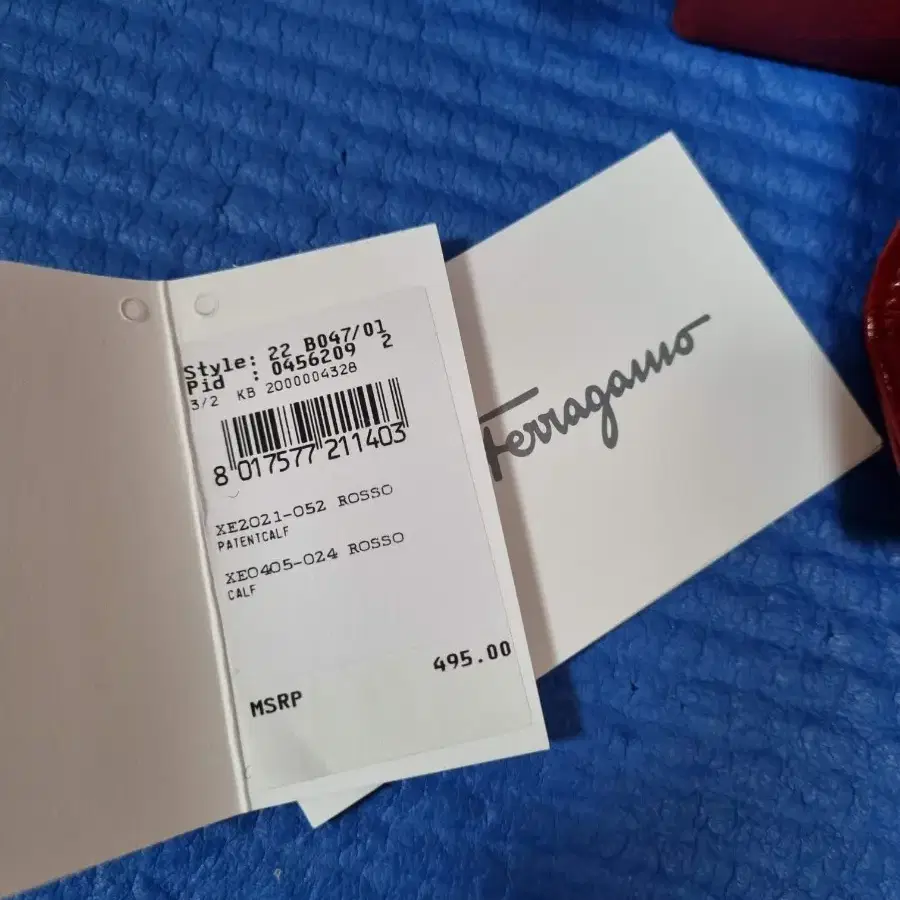 Style: 22 B047/01
Pid : 0456209 2
3/2 KB 2000004328
8 017577 211403
XE2021-052 ROSSO
PATENTCALF
XE0405-024 ROSSO
CALF
495.00
MSRP
Ferragamo